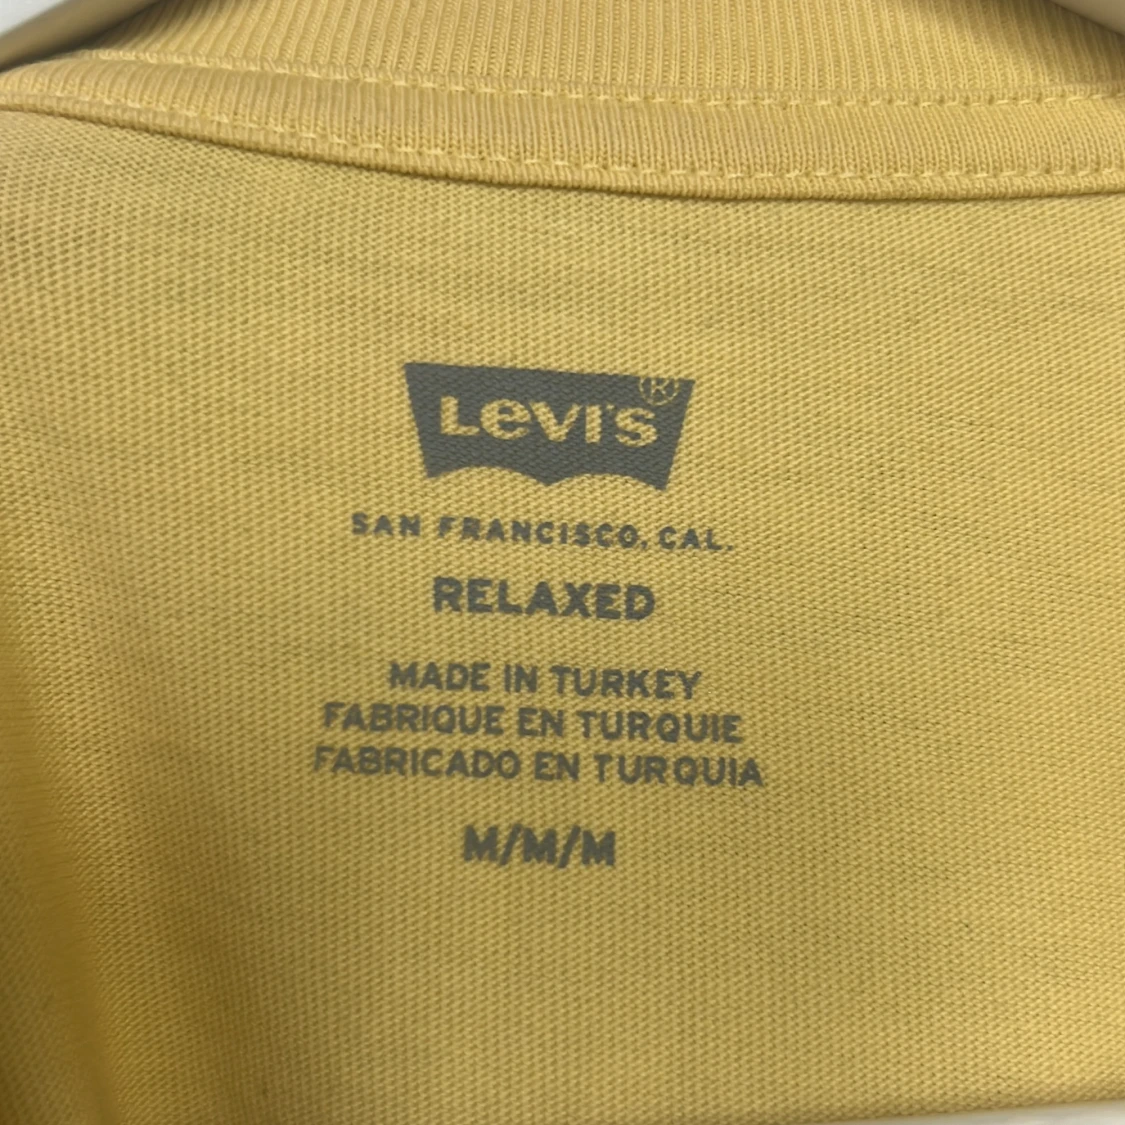 Levi's®
SAN FRANCISCO, CAL.
RELAXED
MADE IN TURKEY
FABRIQUE EN TURQUIE
FABRICADO EN TURQUIA
M/M/M